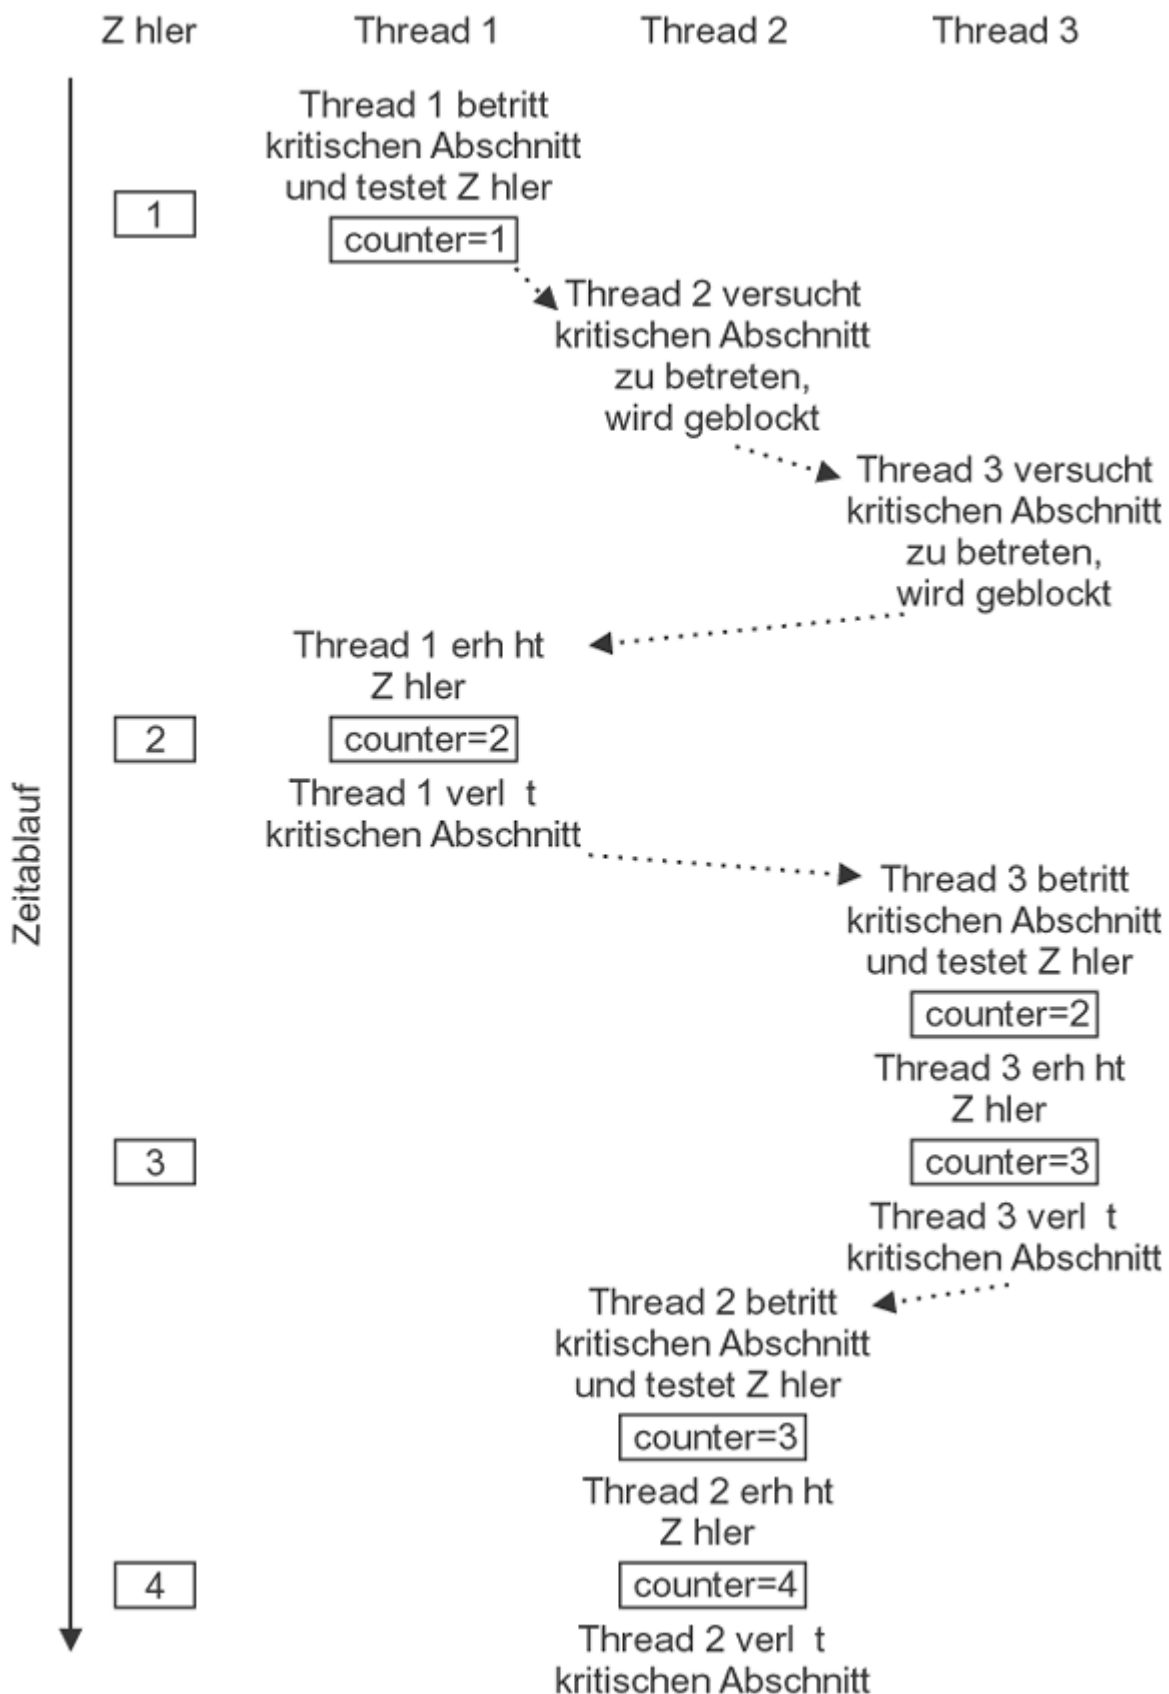 Z hler Thread 1 Thread 2 Thread 3
Thread 1 betritt
kritischen Abschnitt
und testet Z hler
1
counter=1
Thread 2 versucht
kritischen Abschnitt
zu betreten,
wird geblockt
Thread 3 versucht
kritischen Abschnitt
zu betreten,
wird geblockt
Thread 1 erh ht
Z hler
2
counter=2
Thread 1 verl  t
kritischen Abschnitt
Zeitablauf
Thread 3 betritt
kritischen Abschnitt
und testet Z hler
counter=2
Thread 3 erh ht
Z hler
3
counter=3
Thread 3 verl  t
kritischen Abschnitt
Thread 2 betritt
kritischen Abschnitt
und testet Z hler
counter=3
Thread 2 erh ht
Z hler
4
counter=4
Thread 2 verl  t
kritischen Abschnitt